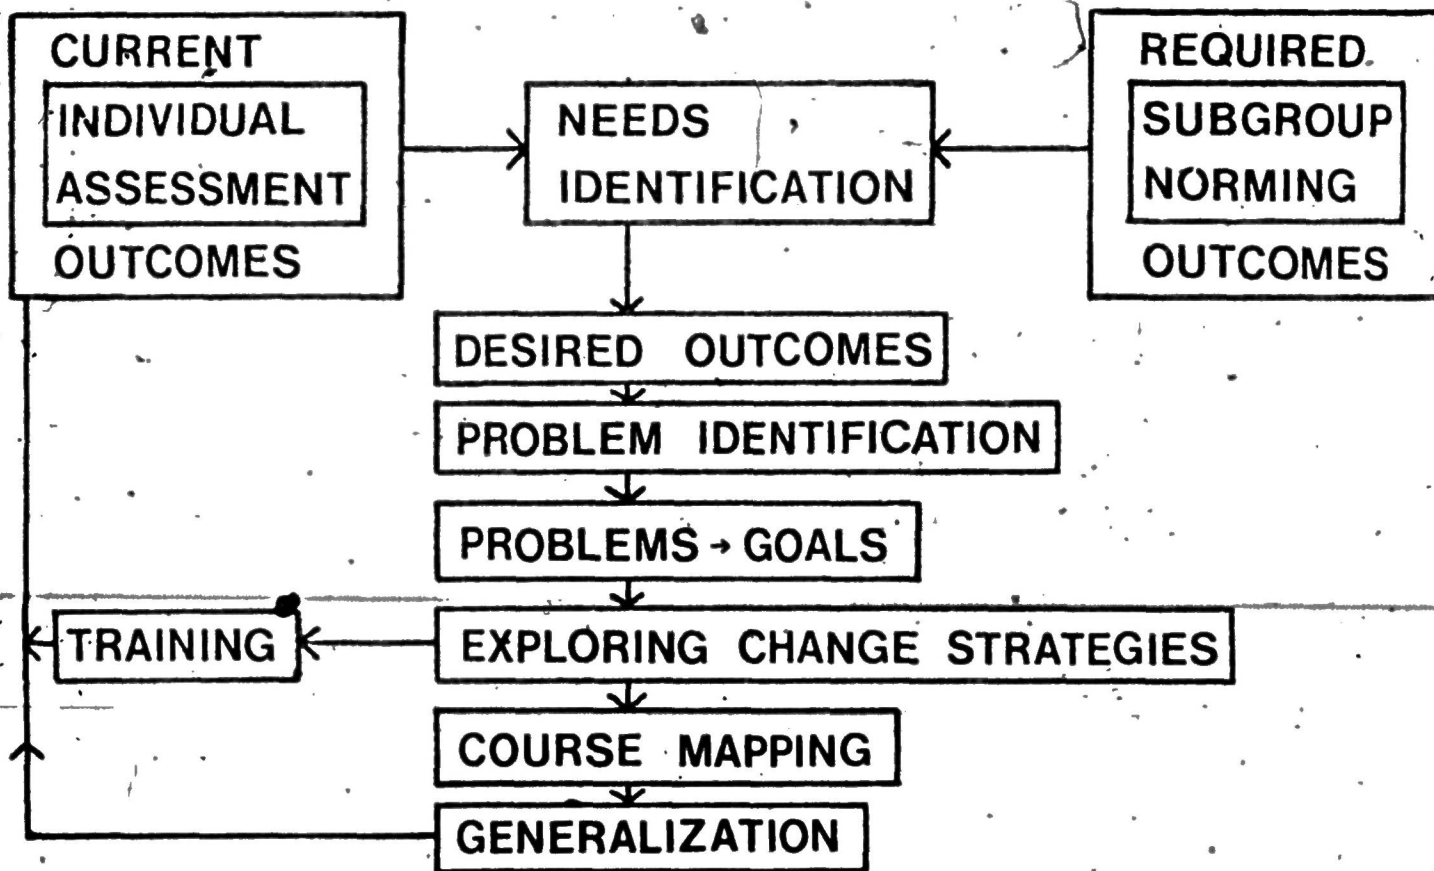 CURRENT
INDIVIDUAL
ASSESSMENT
OUTCOMES
NEEDS
IDENTIFICATION
REQUIRED
SUBGROUP
NORMING
OUTCOMES
DESIRED OUTCOMES
PROBLEM IDENTIFICATION
PROBLEMS → GOALS
TRAINING
EXPLORING CHANGE STRATEGIES
COURSE MAPPING
GENERALIZATION